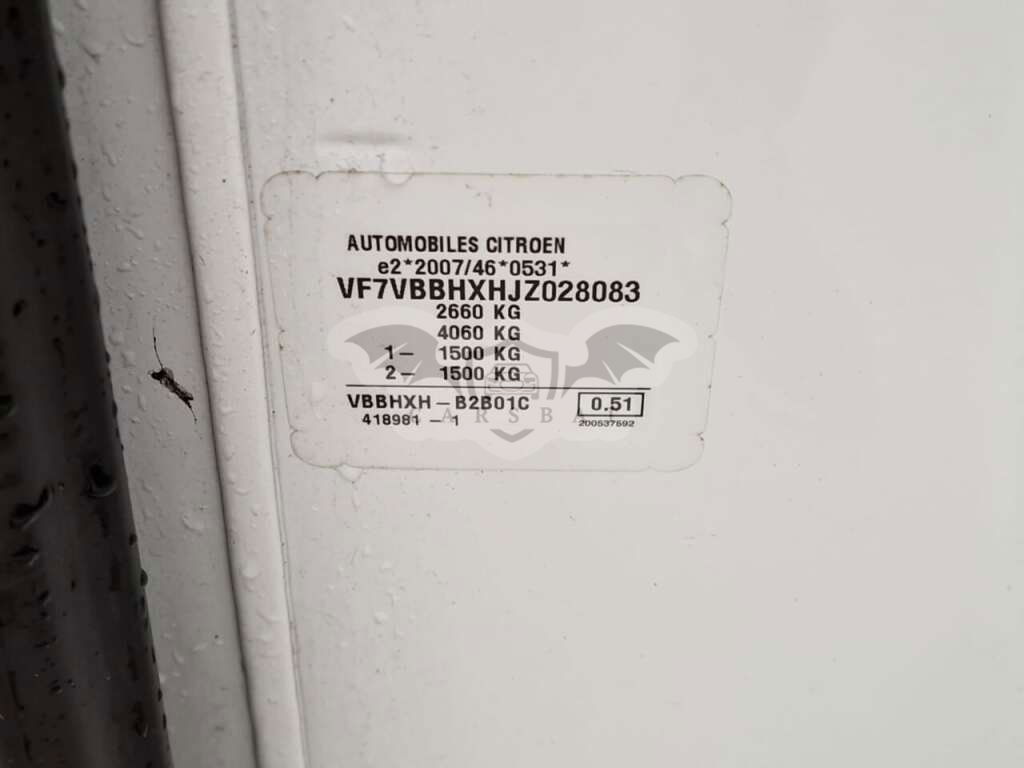 AUTOMOBILES CITROEN
e2*2007/46*0531*
VF7VBBHXHJZ028083
2660 KG
4060 KG
1- 1500 KG
2- 1500 KG
VBBHXH-B2B01C 0.51
418981-1 200537592
CARSBAT